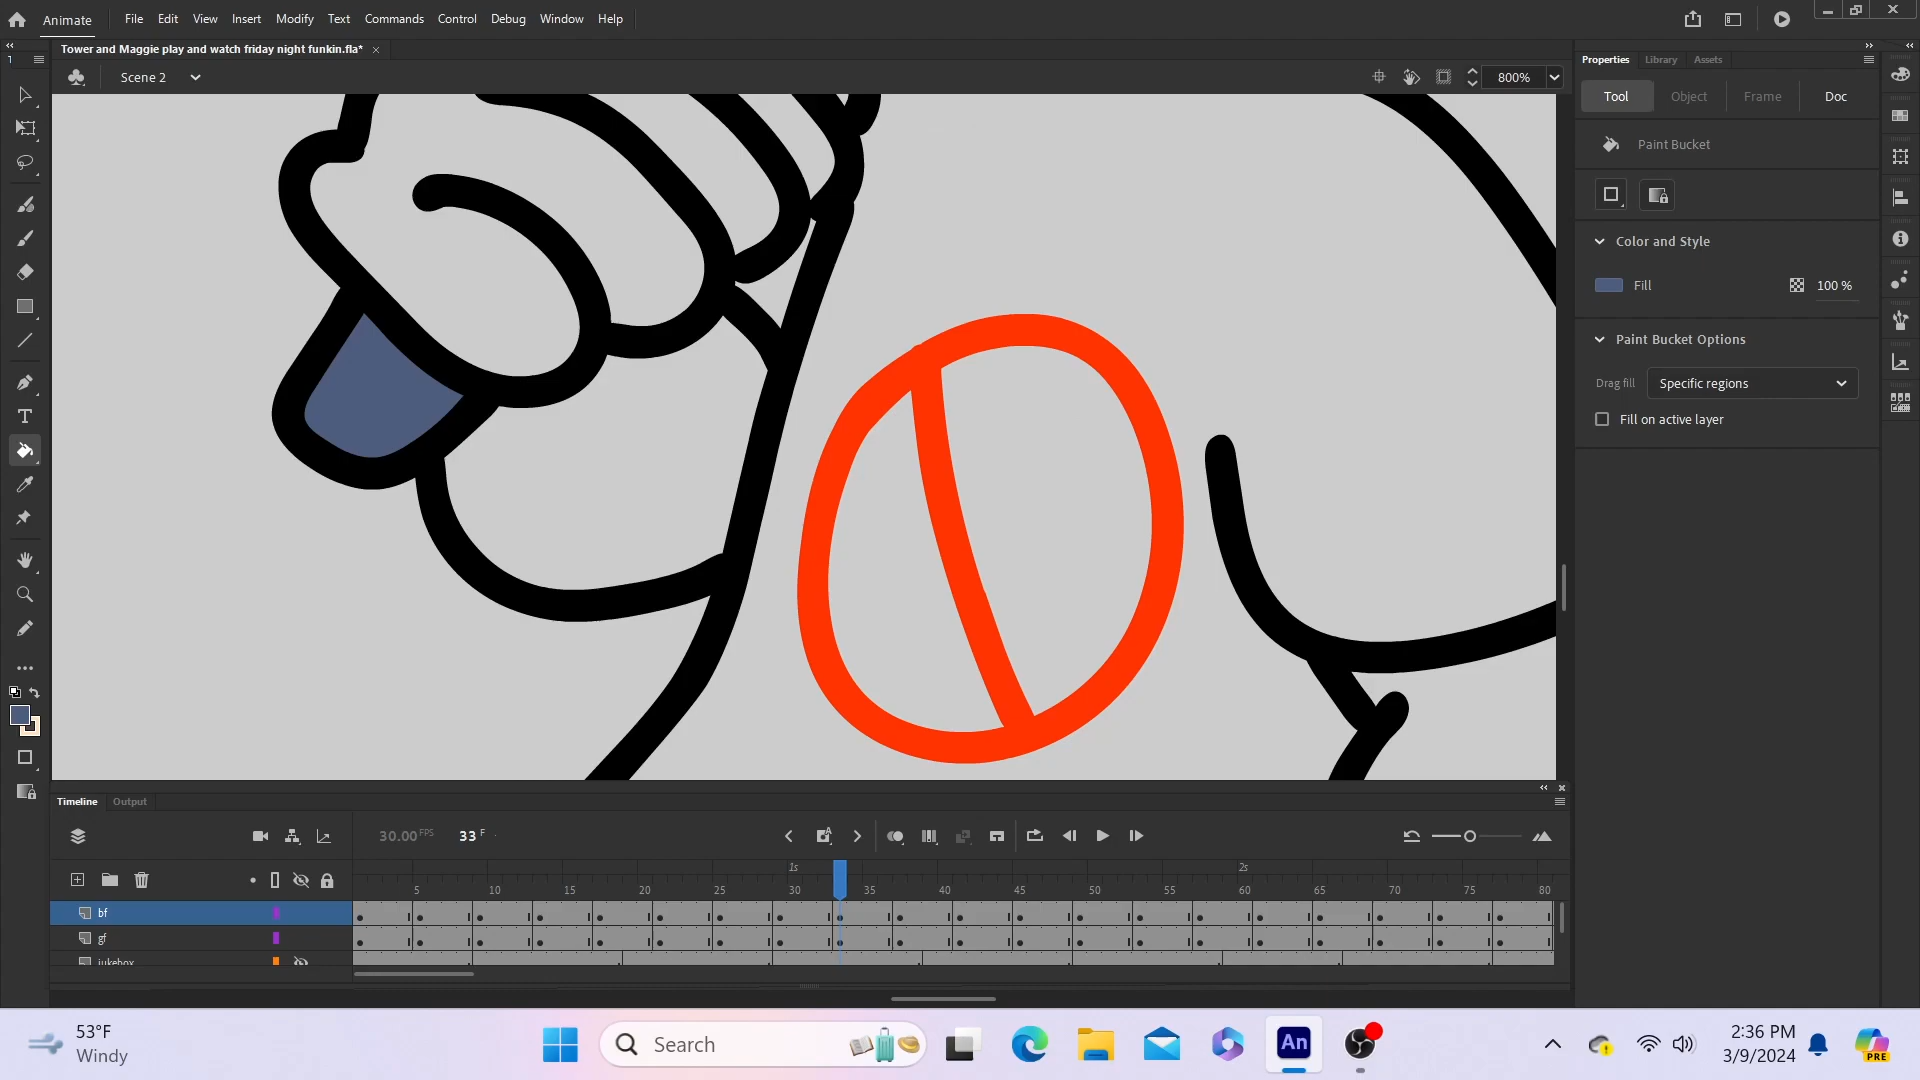 Animate File Edit View Insert Modify Text Commands Control Debug Window Help
Tower and Maggie play and watch friday night funkin.fla* ×
Scene 2
800%
Properties Library Assets
Tool Object Frame Doc
Paint Bucket
Color and Style
Fill 100 %
Paint Bucket Options
Drag fill Specific regions
Fill on active layer
Timeline Output
30.00 FPS 33 F
1s 2s
5 10 15 20 25 30 35 40 45 50 55 60 65 70 75 80
bf
gf
jukebox
53°F
Windy
Search
An
2:36 PM
3/9/2024
PRE